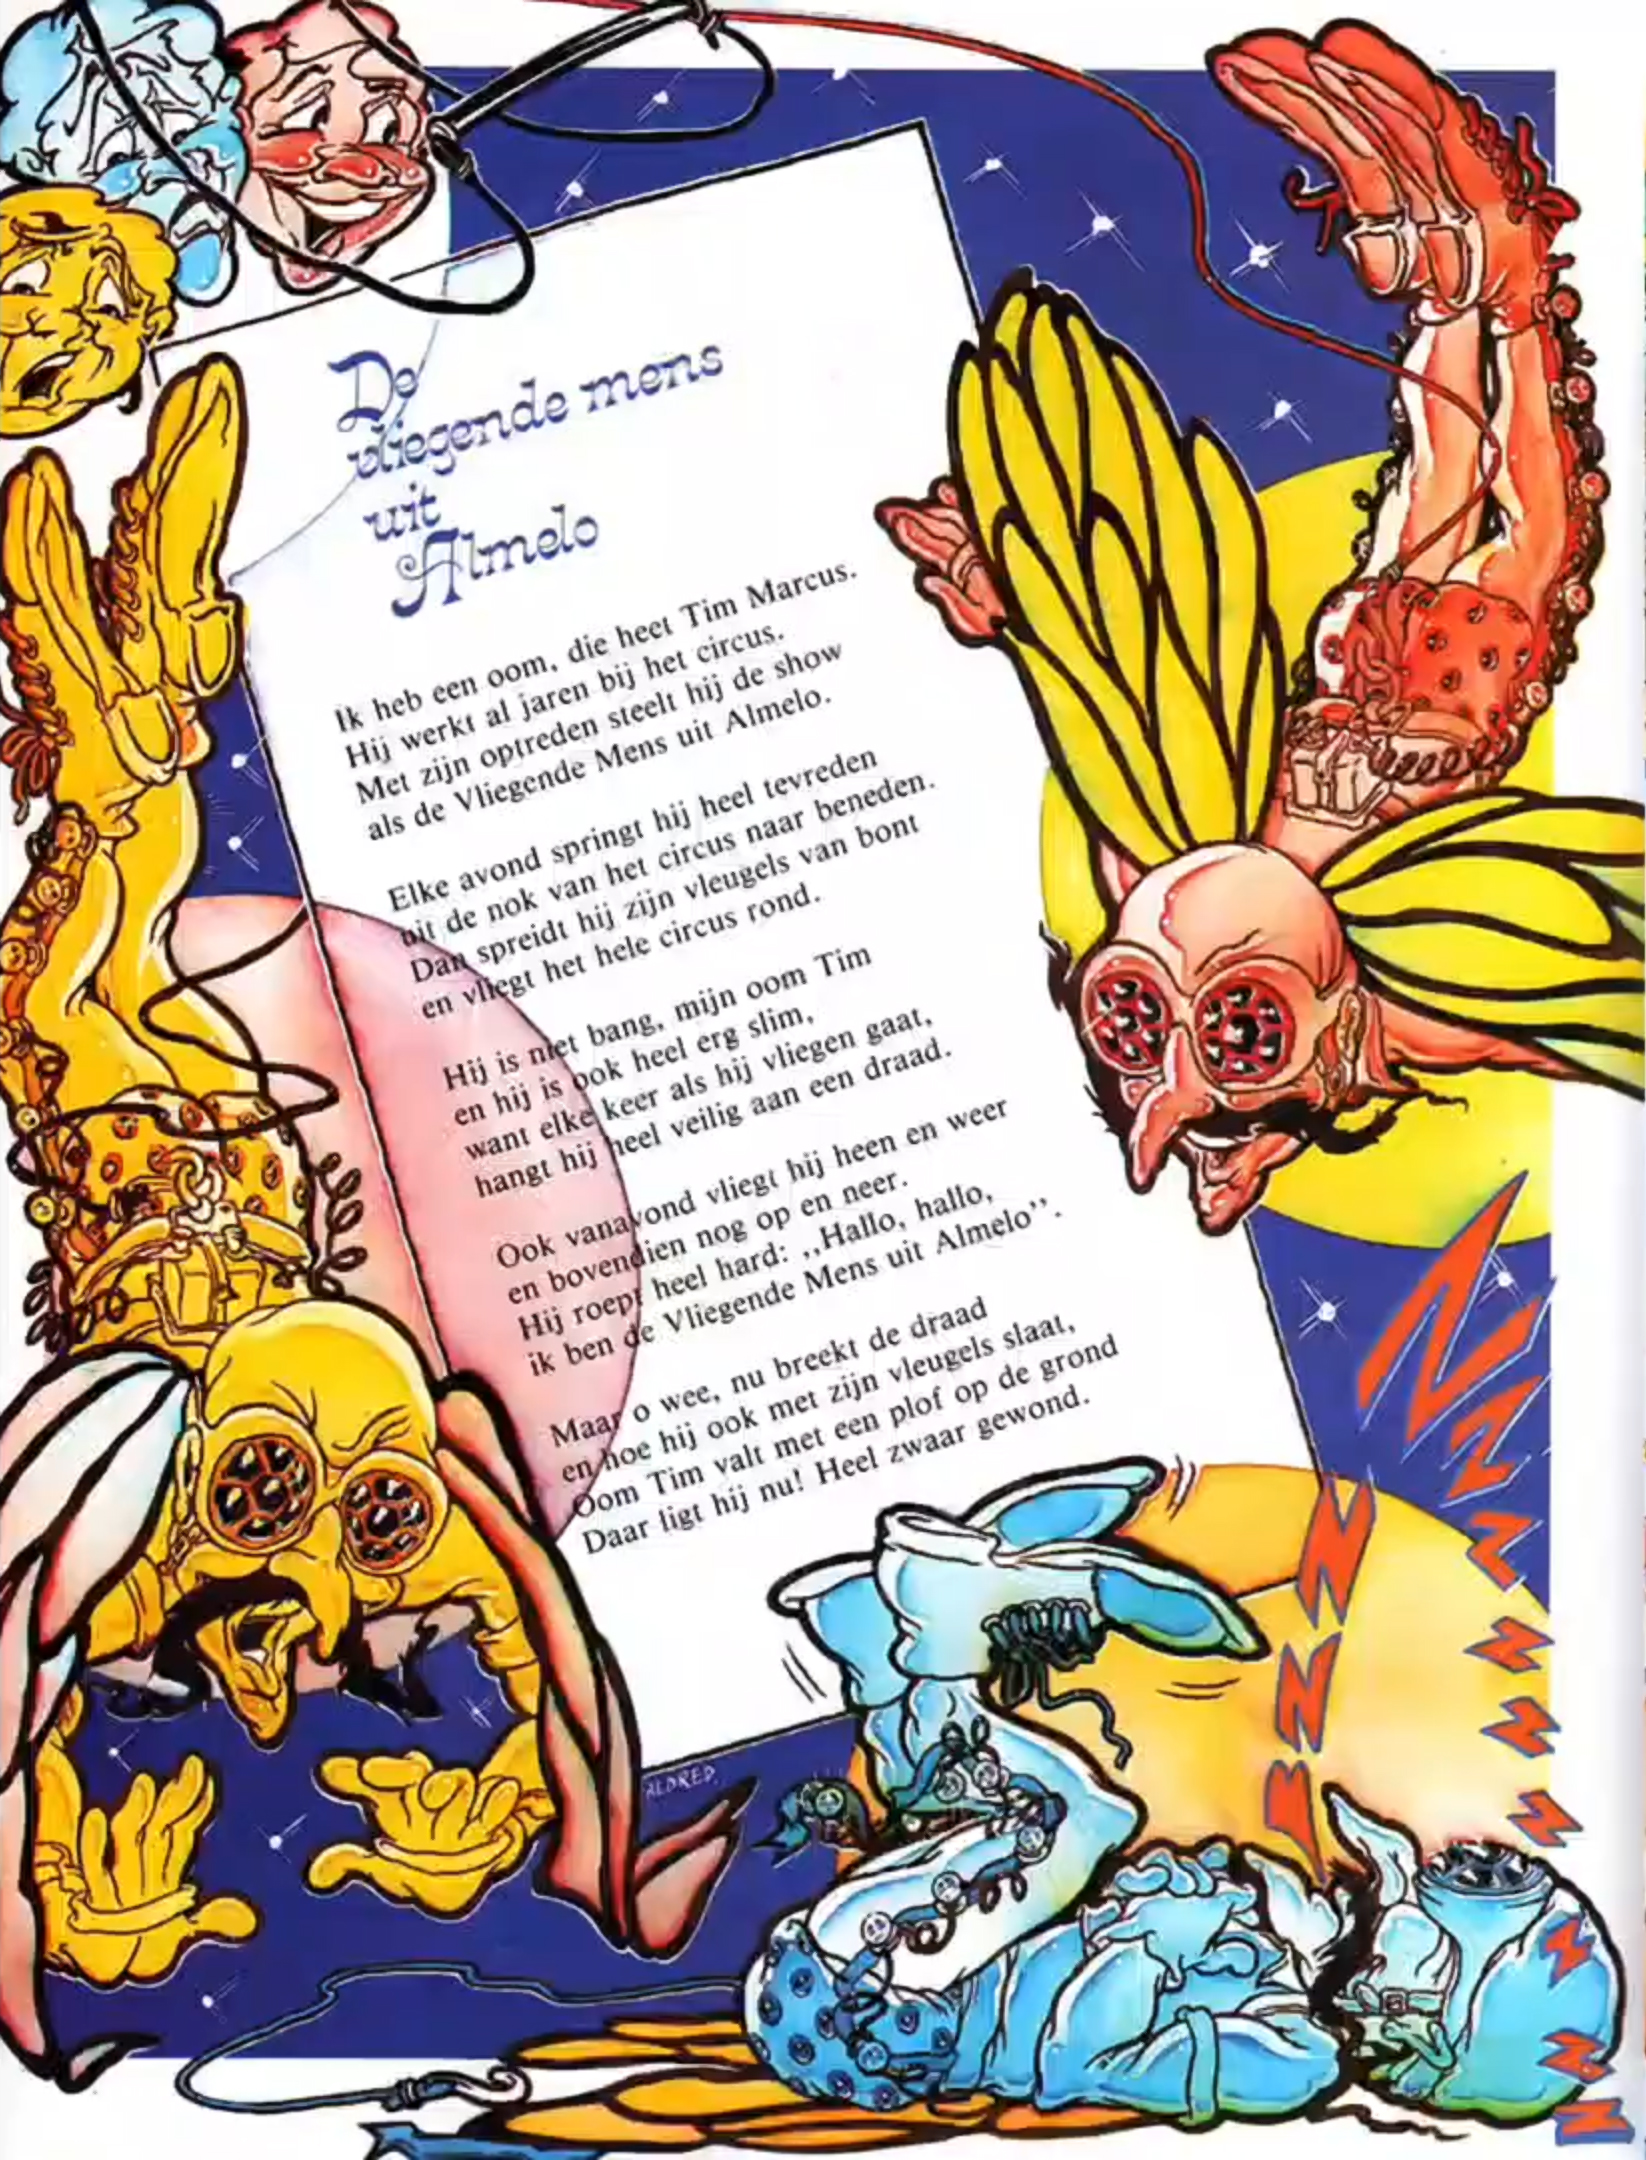 De
vliegende mens
uit
Almelo
Ik heb een oom, die heet Tim Marcus.
Hij werkt al jaren bij het circus.
Met zijn optreden steelt hij de show
als de Vliegende Mens uit Almelo.
Elke avond springt hij heel tevreden
uit de nok van het circus naar beneden.
Dan spreidt hij zijn vleugels van bont
en vliegt het hele circus rond.
Hij is niet bang, mijn oom Tim
en hij is ook heel erg slim,
want elke keer als hij vliegen gaat,
hangt hij heel veilig aan een draad.
Ook vanavond vliegt hij heen en weer
en bovendien nog op en neer.
Hij roept heel hard: ,,Hallo, hallo,
ik ben de Vliegende Mens uit Almelo''.
Maar o wee, nu breekt de draad
en hoe hij ook met zijn vleugels slaat,
Oom Tim valt met een plof op de grond
Daar ligt hij nu! Heel zwaar gewond.
ALDRED.